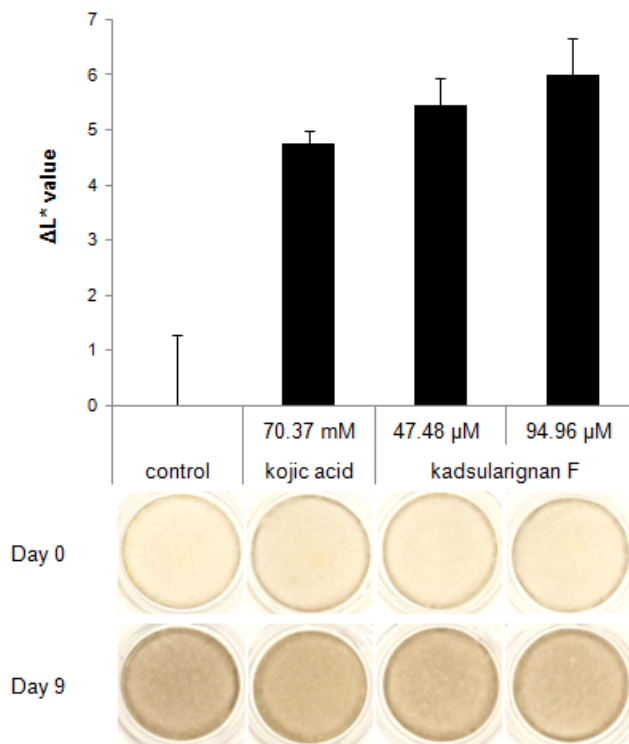 7
6
5
4
3
2
1
0
ΔL* value
70.37 mM 47.48 µM 94.96 µM
control kojic acid kadsularignan F
Day 0
Day 9